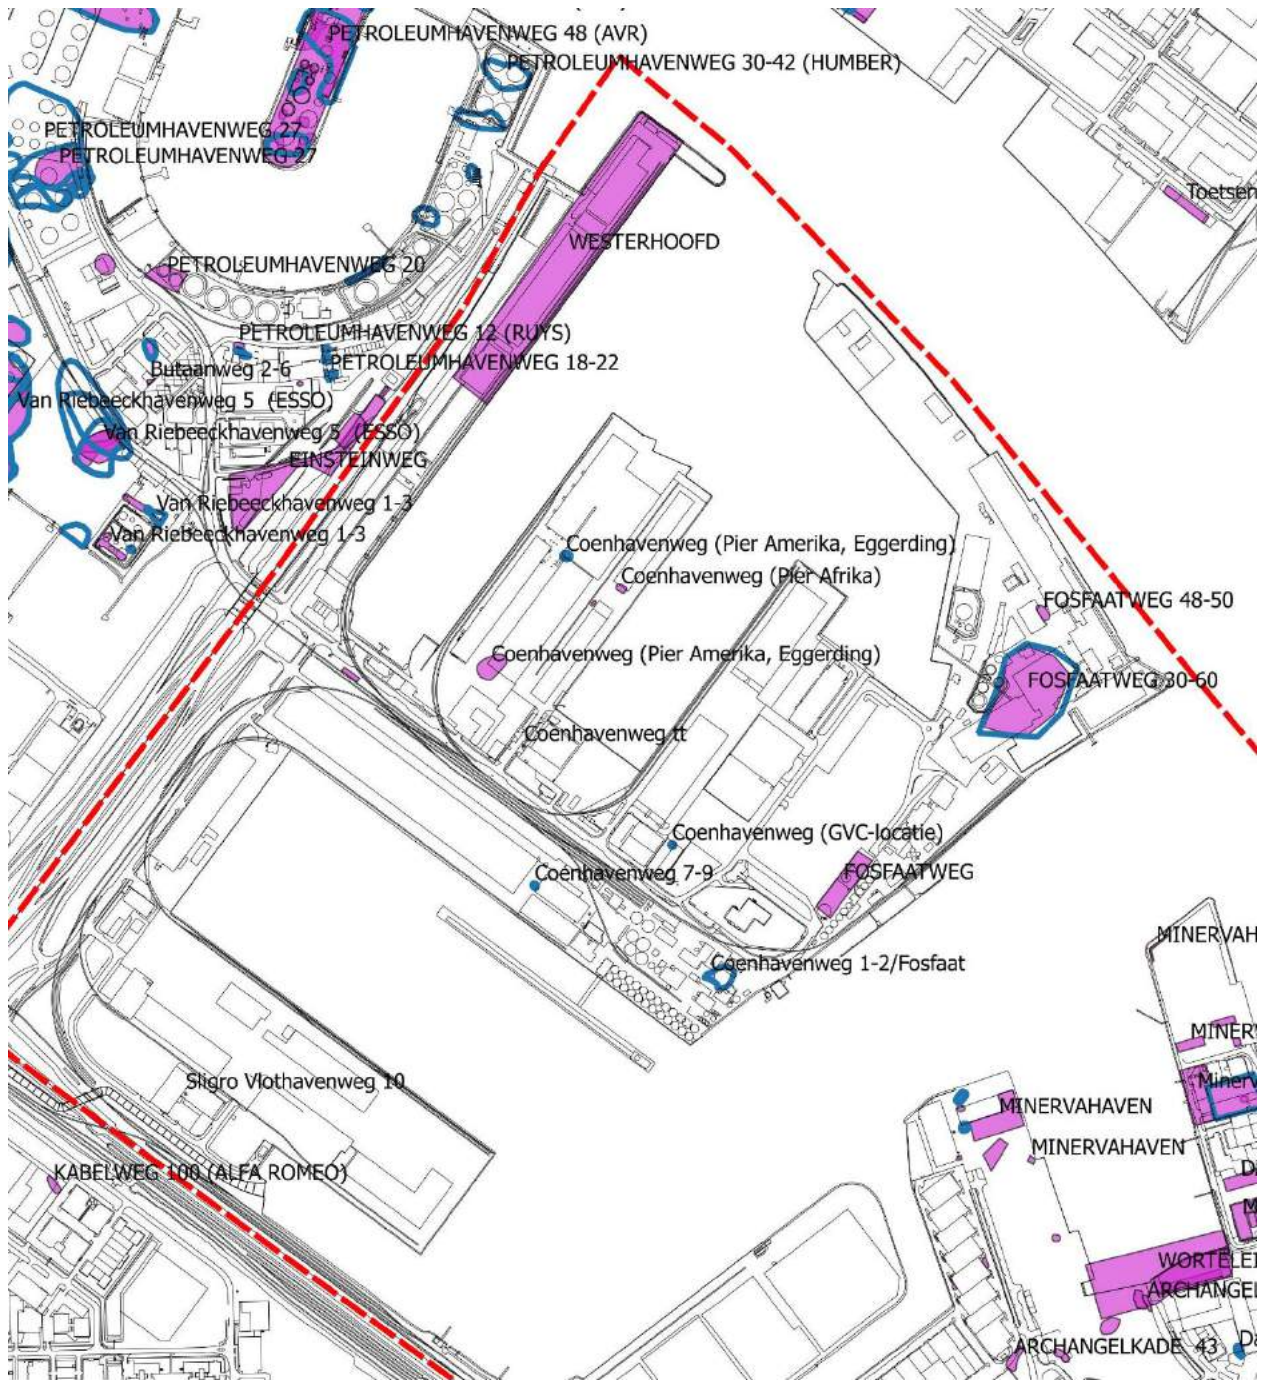 PETROLEUMHAVENWEG 48 (AVR)
PETROLEUMHAVENWEG 30-42 (HUMBER)
PETROLEUMHAVENWEG 27
PETROLEUMHAVENWEG 27
Toetsen
WESTERHOOFD
PETROLEUMHAVENWEG 20
PETROLEUMHAVENWEG 12 (RUYS)
PETROLEUMHAVENWEG 18-22
Butaanweg 2-6
Van Riebeeckhavenweg 5 (ESSO)
Van Riebeeckhavenweg 5 (ESSO)
EINSTEINWEG
Van Riebeeckhavenweg 1-3
Van Riebeeckhavenweg 1-3
Coenhavenweg (Pier Amerika, Eggerding)
Coenhavenweg (Pier Afrika)
FOSFAATWEG 48-50
Coenhavenweg (Pier Amerika, Eggerding)
FOSFAATWEG 30-60
Coenhavenweg tt
Coenhavenweg (GVC-locatie)
Coenhavenweg 7-9
FOSFAATWEG
MINERVAH
Coenhavenweg 1-2/Fosfaat
MINER
Sligro Vlothavenweg 10
Minerv
MINERVAHAVEN
MINERVAHAVEN
KABELWEG 100 (ALFA ROMEO)
D
M
WORTELE
ARCHANGEL
ARCHANGELKADE 43
Da